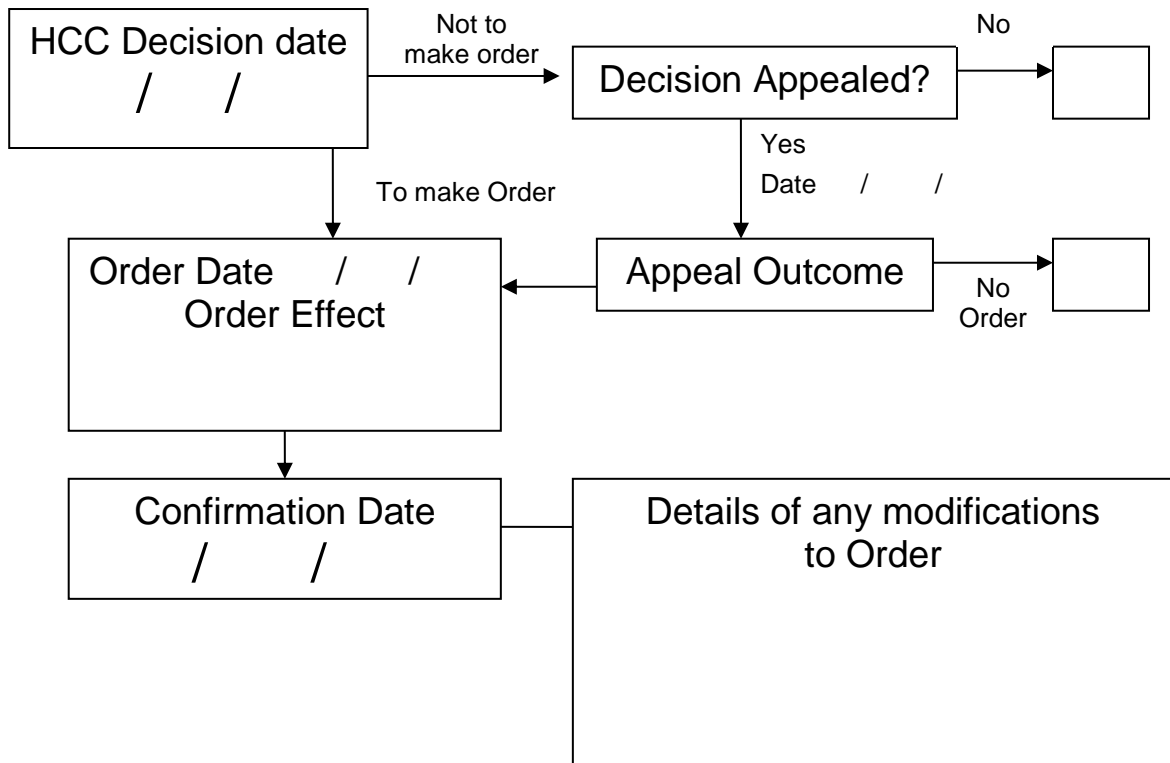 HCC Decision date
/ /
Not to
make order
Decision Appealed?
No
Yes
Date / /
To make Order
Order Date / /
Order Effect
Appeal Outcome
No
Order
Confirmation Date
/ /
Details of any modifications
to Order